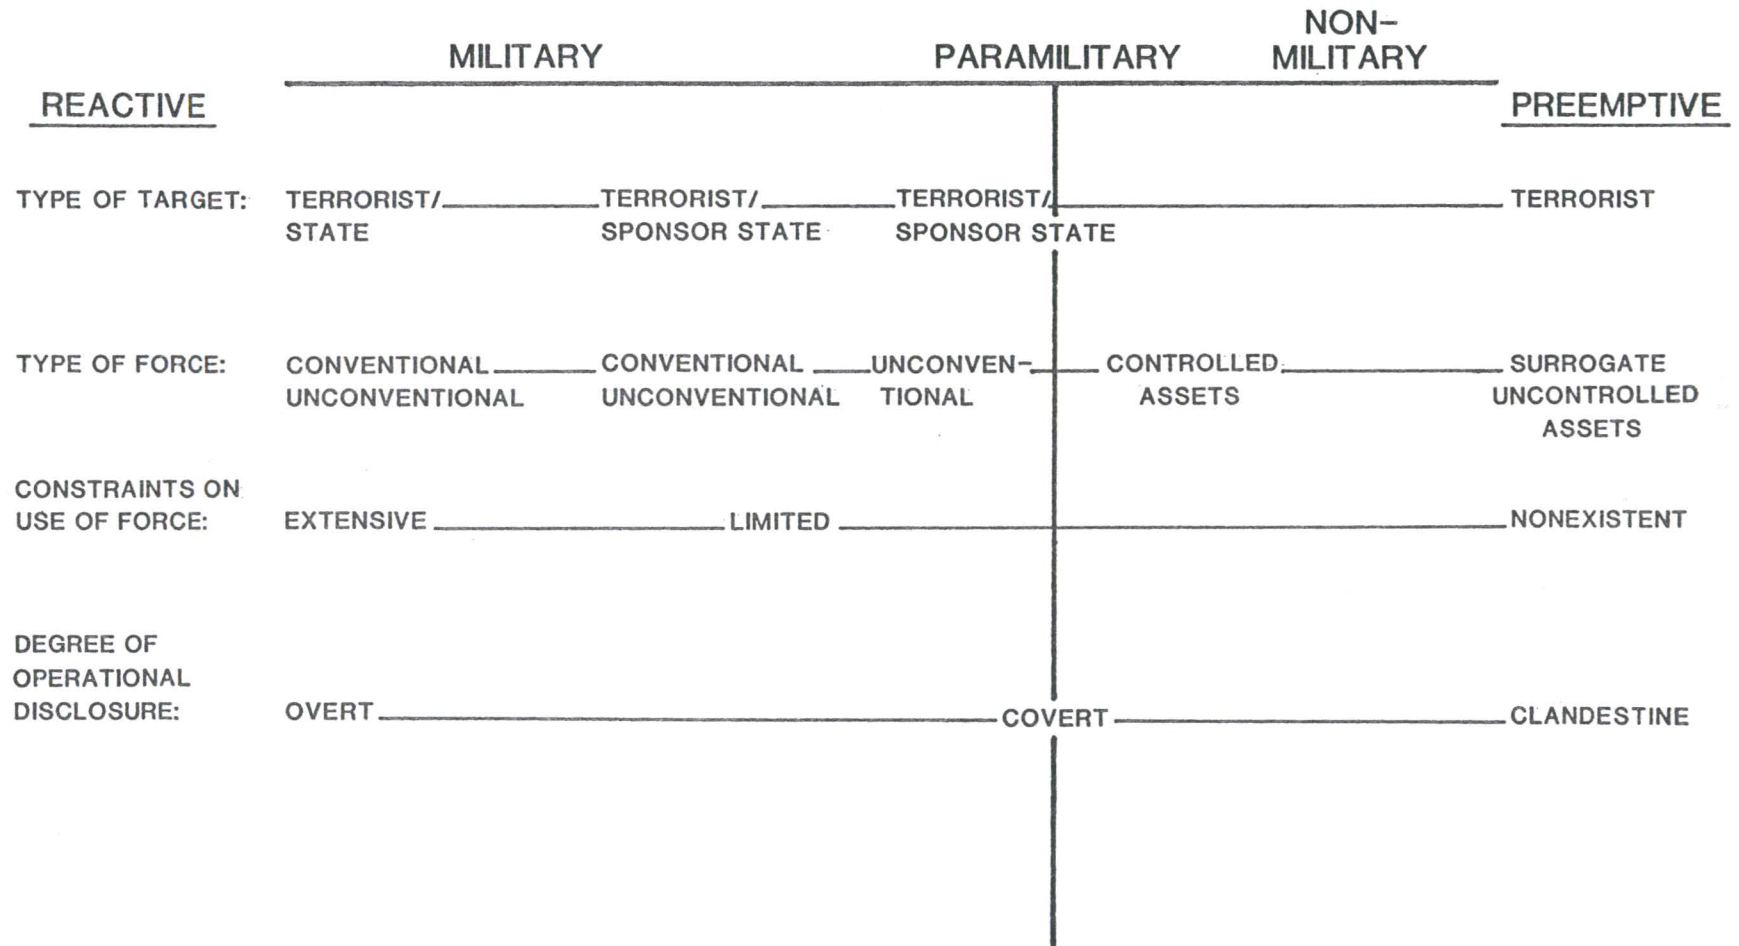 NON-
MILITARY PARAMILITARY MILITARY
REACTIVE PREEMPTIVE
TYPE OF TARGET: TERRORIST/ TERRORIST/ TERRORIST/ TERRORIST
STATE SPONSOR STATE SPONSOR STATE
TYPE OF FORCE: CONVENTIONAL CONVENTIONAL UNCONVEN- CONTROLLED SURROGATE
UNCONVENTIONAL UNCONVENTIONAL TIONAL ASSETS UNCONTROLLED
ASSETS
CONSTRAINTS ON
USE OF FORCE: EXTENSIVE LIMITED NONEXISTENT
DEGREE OF
OPERATIONAL
DISCLOSURE: OVERT COVERT CLANDESTINE